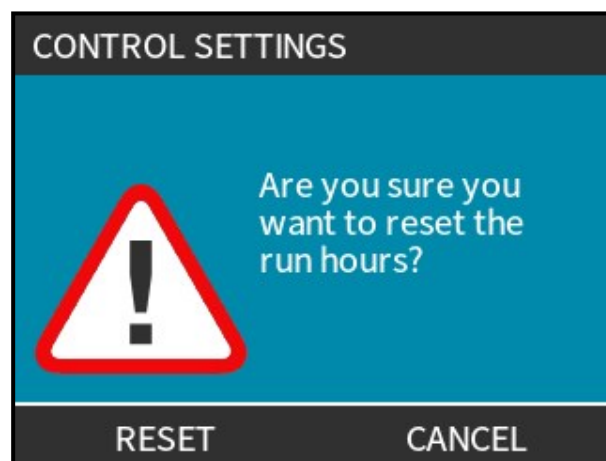 CONTROL SETTINGS
Are you sure you
want to reset the
run hours?
!
RESET CANCEL